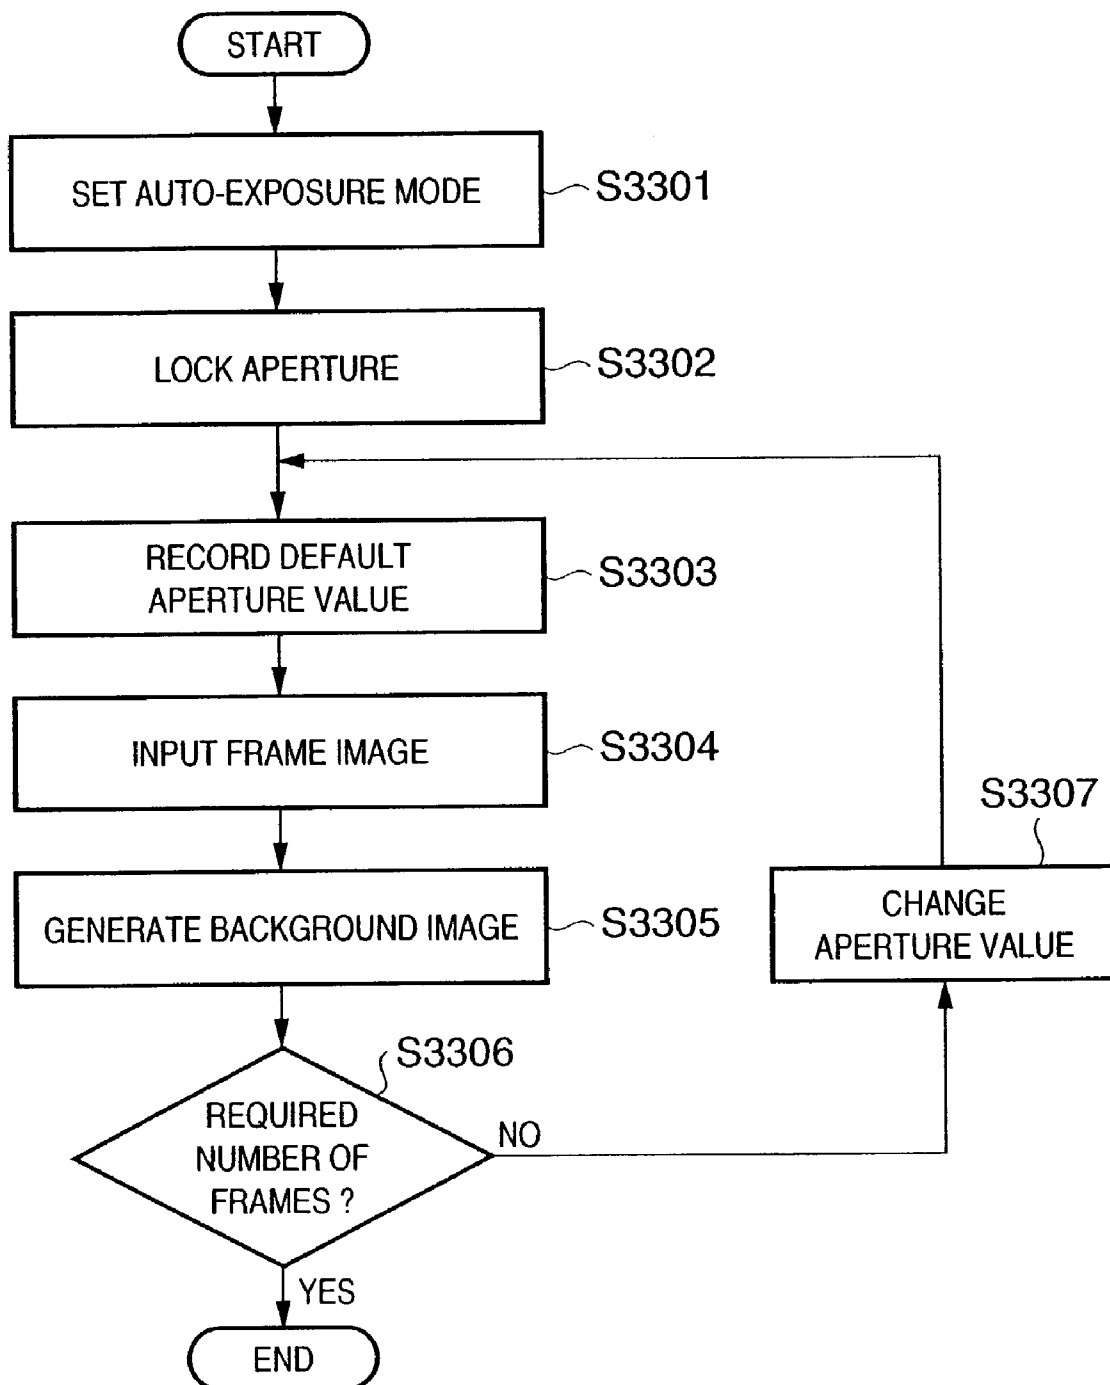 START
SET AUTO-EXPOSURE MODE
S3301
LOCK APERTURE
S3302
RECORD DEFAULT
APERTURE VALUE
S3303
INPUT FRAME IMAGE
S3304
GENERATE BACKGROUND IMAGE
S3305
S3306
REQUIRED
NUMBER OF
FRAMES ?
NO
S3307
CHANGE
APERTURE VALUE
YES
END